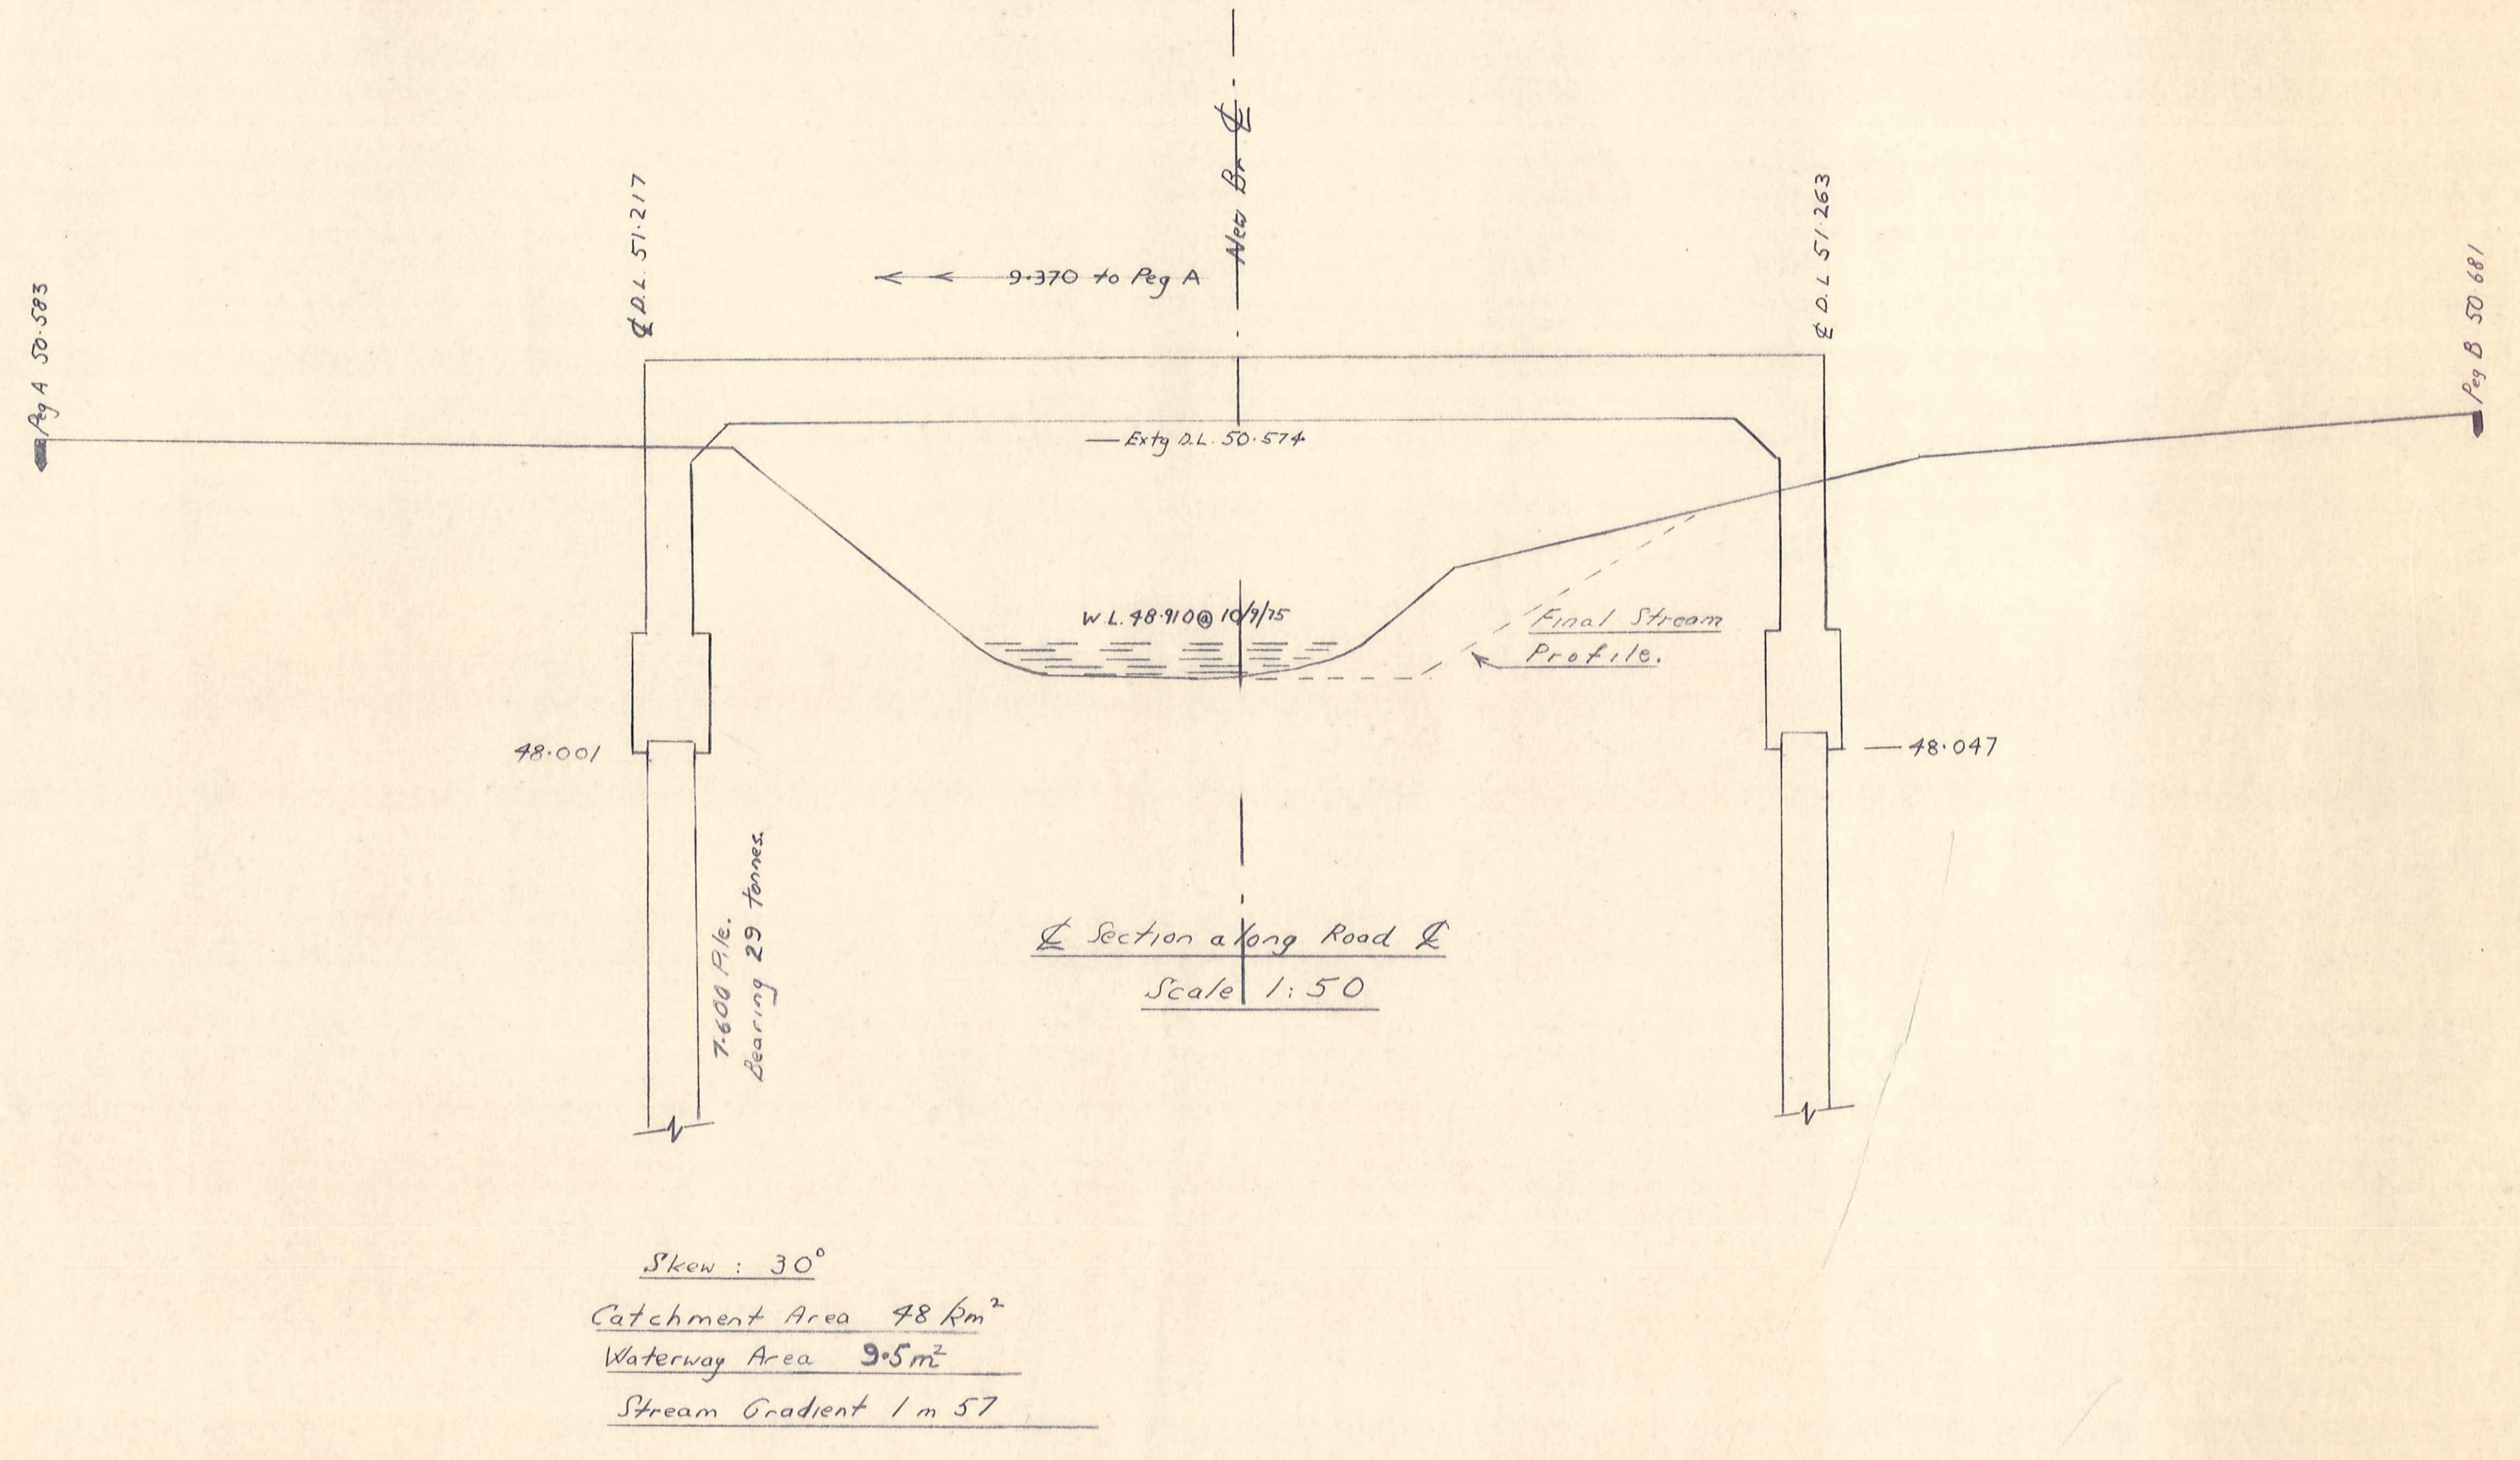 New Br ℄
℄ D.L. 51·217
℄ D.L 51·263
9·370 to Peg A
Peg A 50·583
Peg B 50·681
Extg D.L. 50·574
W L. 48·910 @ 10/9/75
Final Stream
Profile.
48·001
48·047
7·600 Pile.
Bearing 29 tonnes.
℄ Section along Road ℄
Scale 1:50
Skew : 30°
Catchment Area 48 km²
Waterway Area 9·5 m²
Stream Gradient 1 m 57